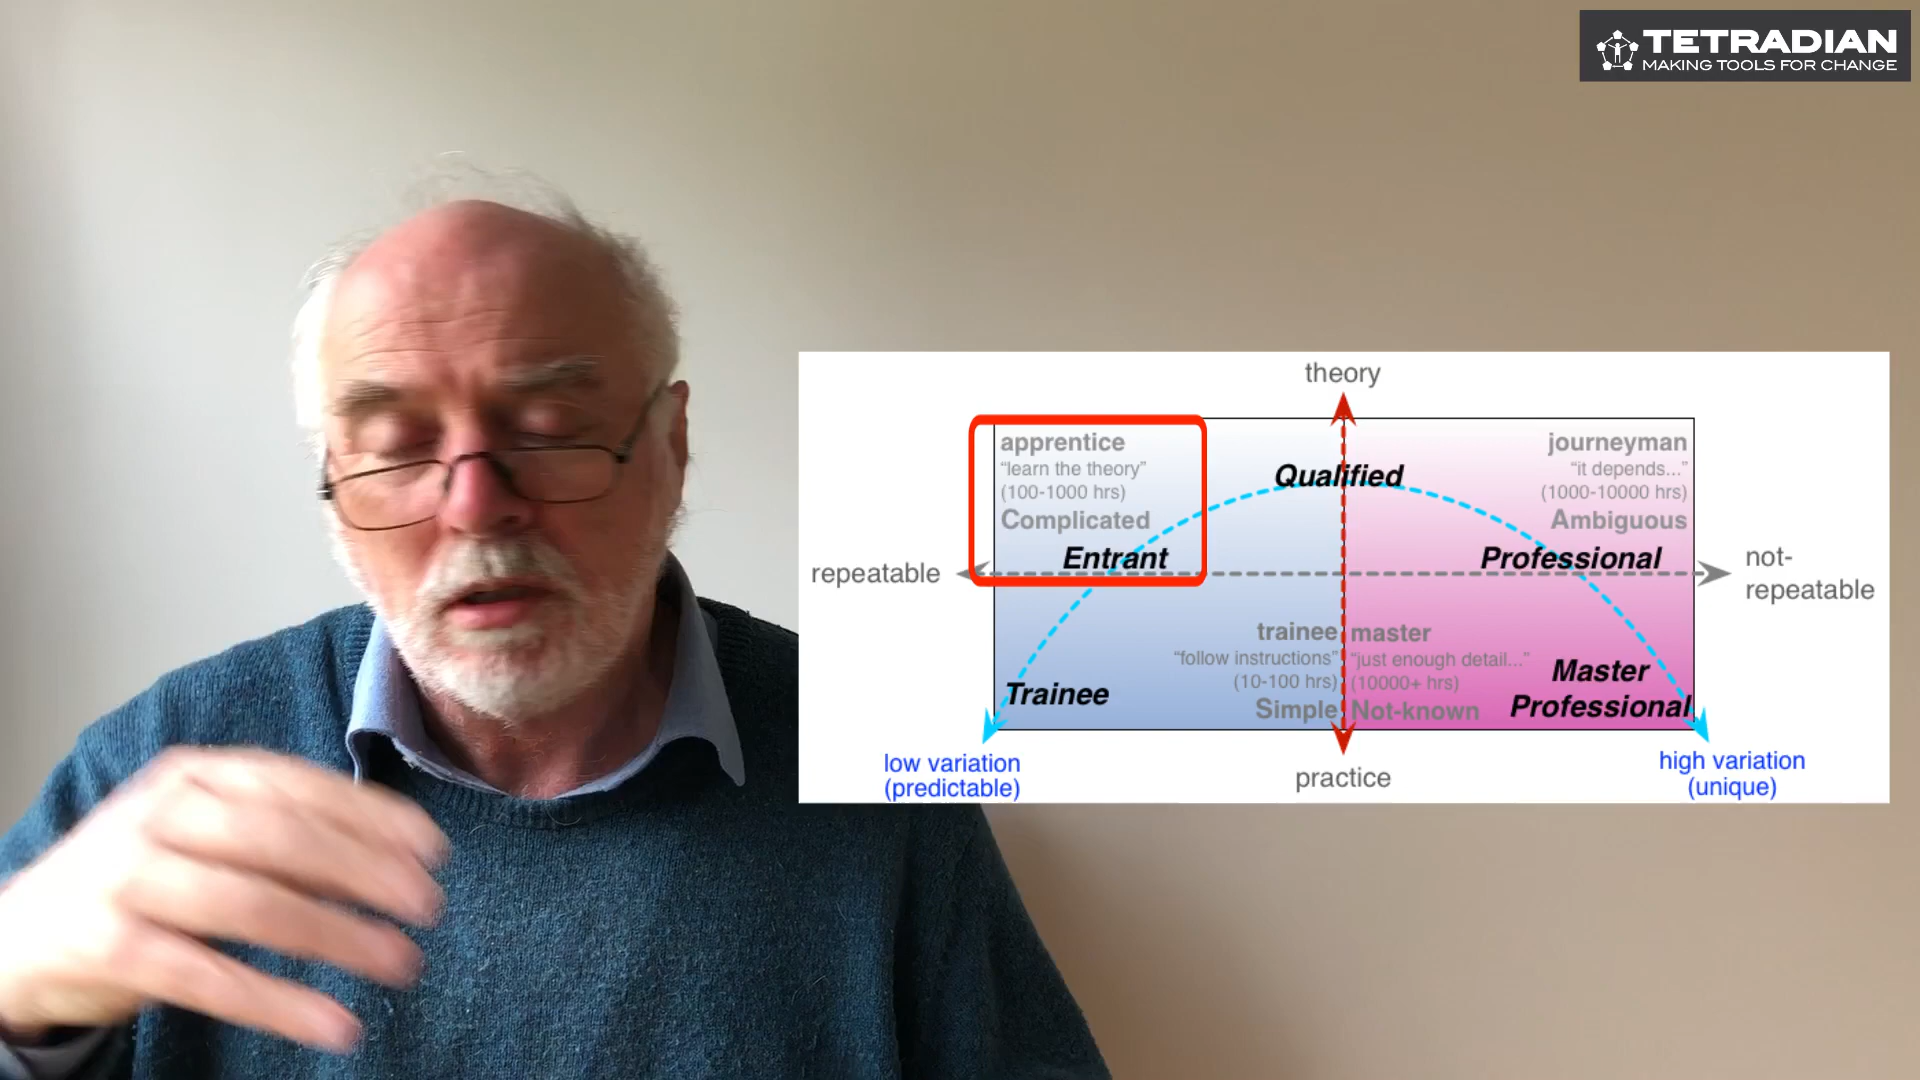 TETRADIAN
MAKING TOOLS FOR CHANGE
theory
apprentice
“learn the theory”
(100-1000 hrs)
Complicated
Entrant
Qualified
journeyman
“it depends...”
(1000-10000 hrs)
Ambiguous
Professional
repeatable
not-
repeatable
trainee
“follow instructions”
(10-100 hrs)
Simple
Trainee
master
“just enough detail...”
(10000+ hrs)
Not-known
Master
Professional
low variation
(predictable)
practice
high variation
(unique)